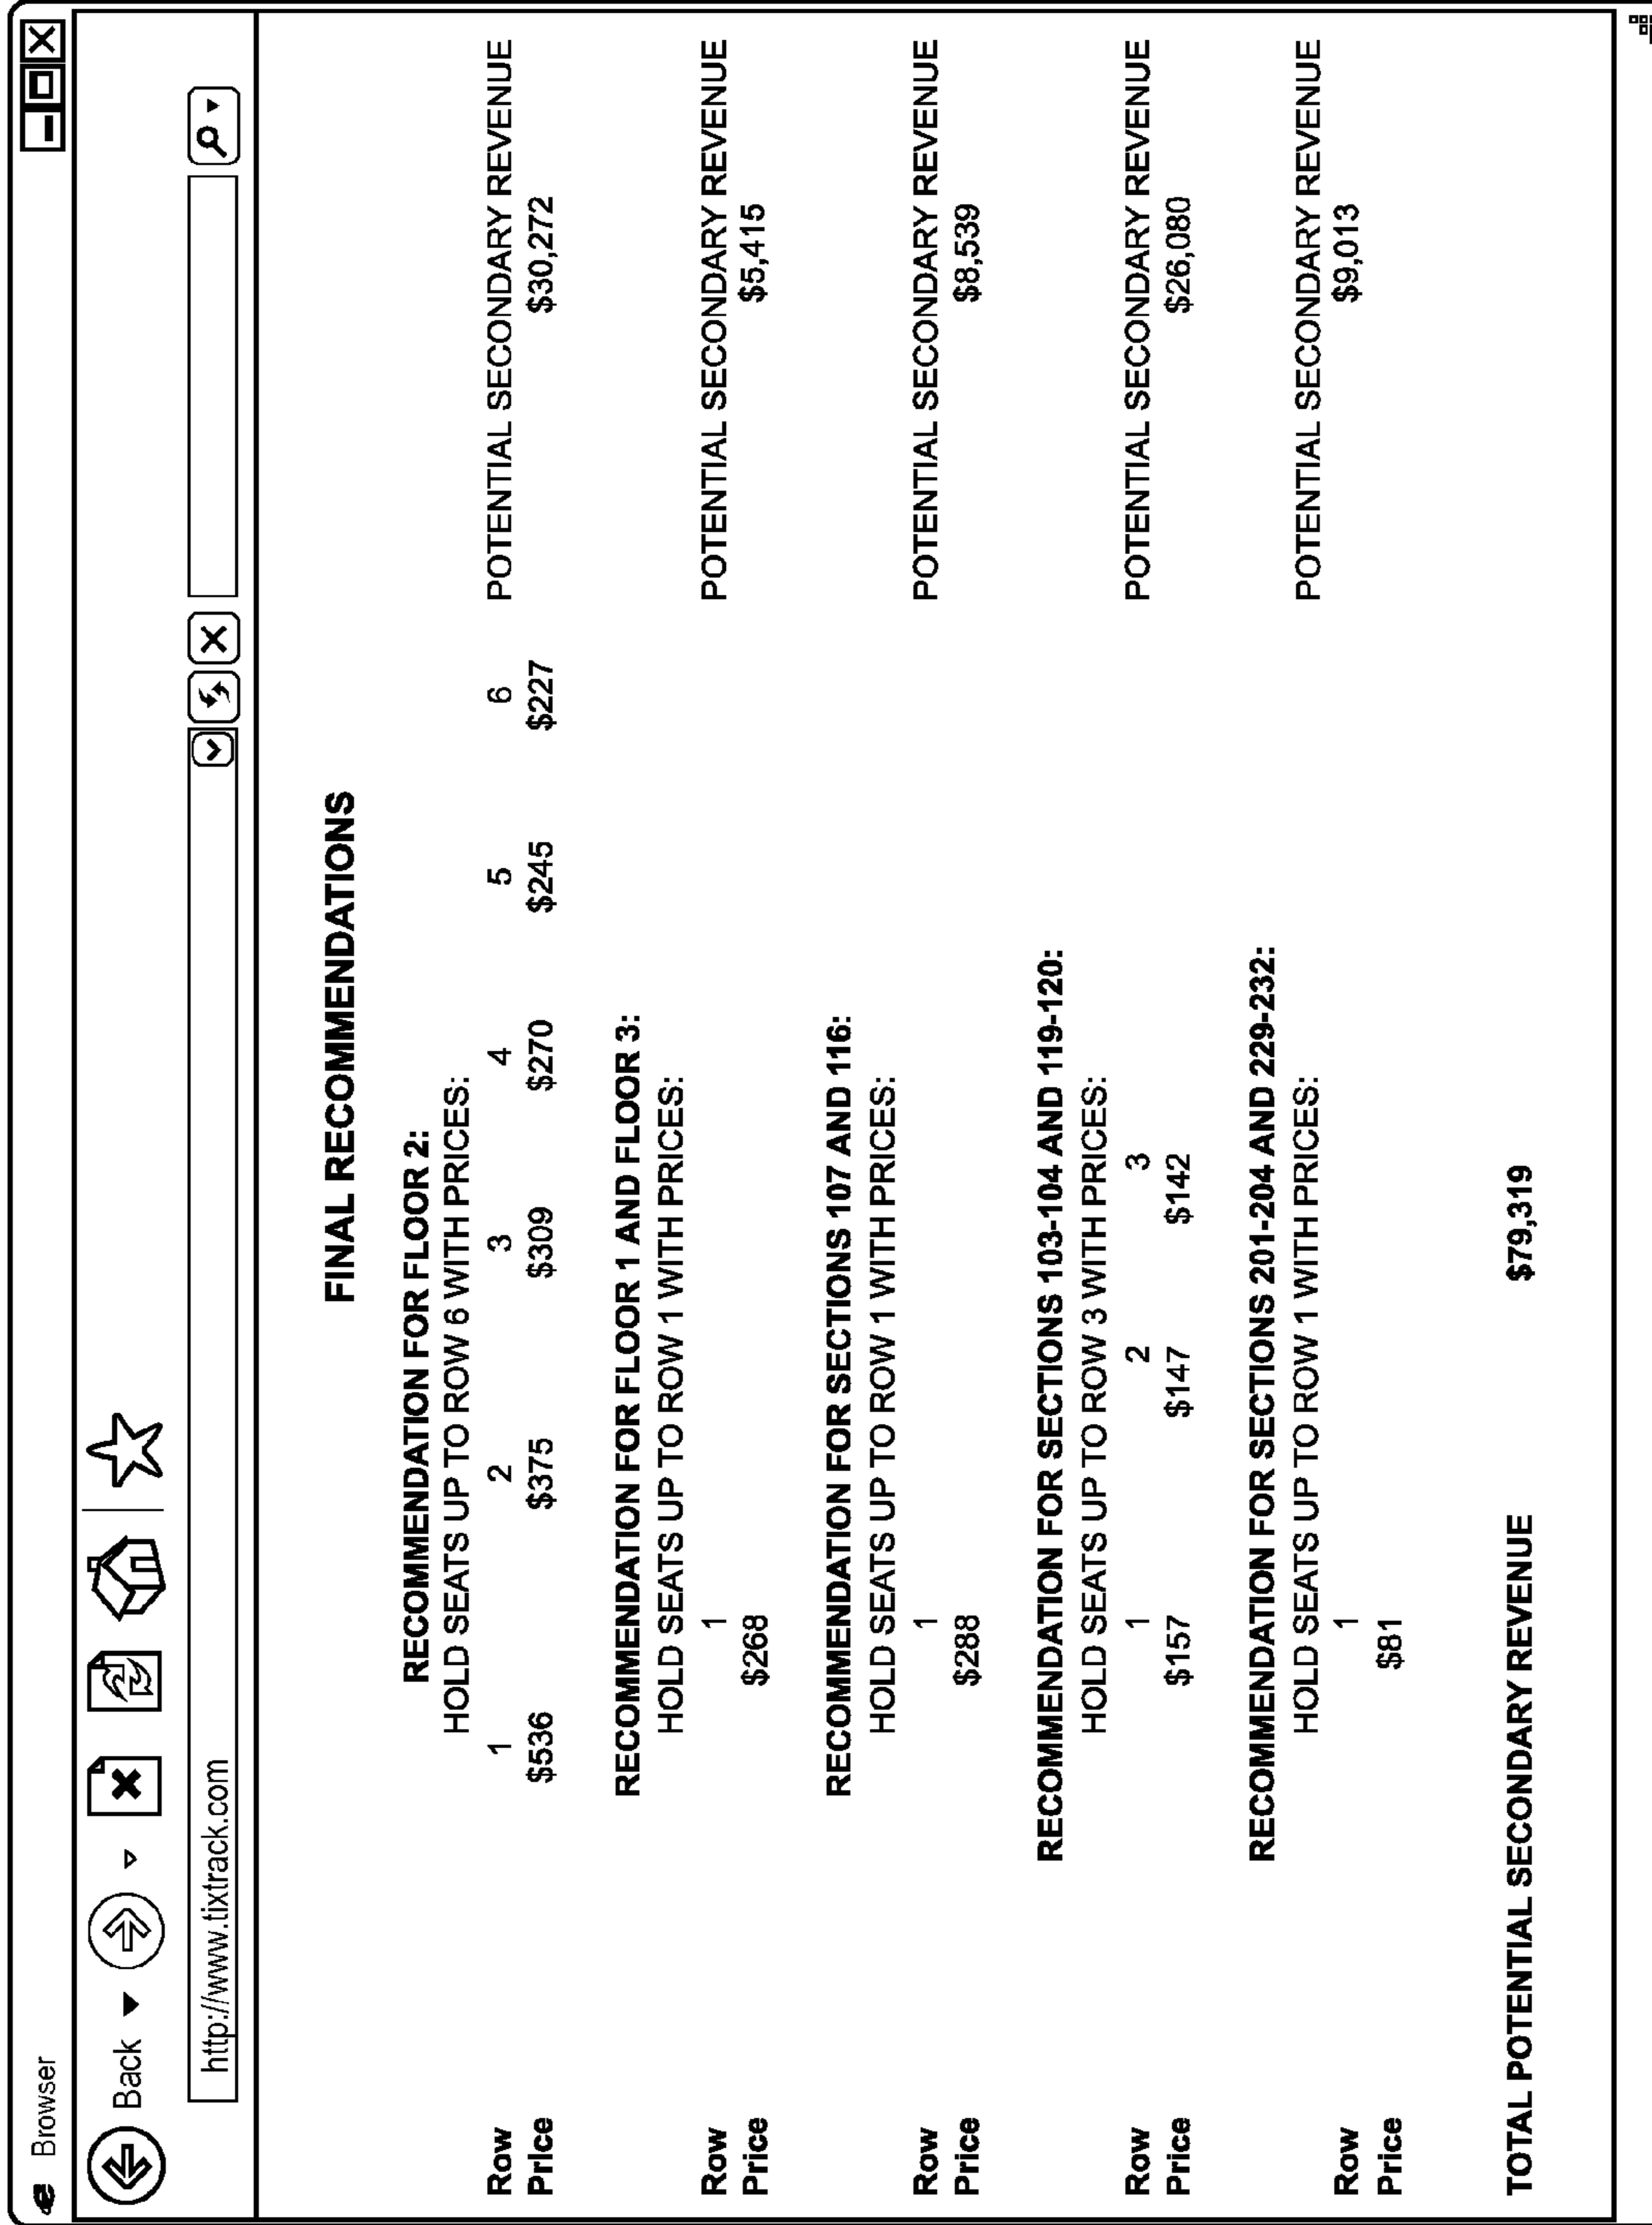 Browser
Back
http://www.tixtrack.com
FINAL RECOMMENDATIONS
RECOMMENDATION FOR FLOOR 2:
HOLD SEATS UP TO ROW 6 WITH PRICES:
Row 1 2 3 4 5 6 POTENTIAL SECONDARY REVENUE
Price $536 $375 $309 $270 $245 $227 $30,272
RECOMMENDATION FOR FLOOR 1 AND FLOOR 3:
HOLD SEATS UP TO ROW 1 WITH PRICES:
Row 1 POTENTIAL SECONDARY REVENUE
Price $268 $5,415
RECOMMENDATION FOR SECTIONS 107 AND 116:
HOLD SEATS UP TO ROW 1 WITH PRICES:
Row 1 POTENTIAL SECONDARY REVENUE
Price $288 $8,539
RECOMMENDATION FOR SECTIONS 103-104 AND 119-120:
HOLD SEATS UP TO ROW 3 WITH PRICES:
Row 1 2 3 POTENTIAL SECONDARY REVENUE
Price $157 $147 $142 $26,080
RECOMMENDATION FOR SECTIONS 201-204 AND 229-232:
HOLD SEATS UP TO ROW 1 WITH PRICES: POTENTIAL SECONDARY REVENUE
Row 1 $9,013
Price $81
TOTAL POTENTIAL SECONDARY REVENUE $79,319